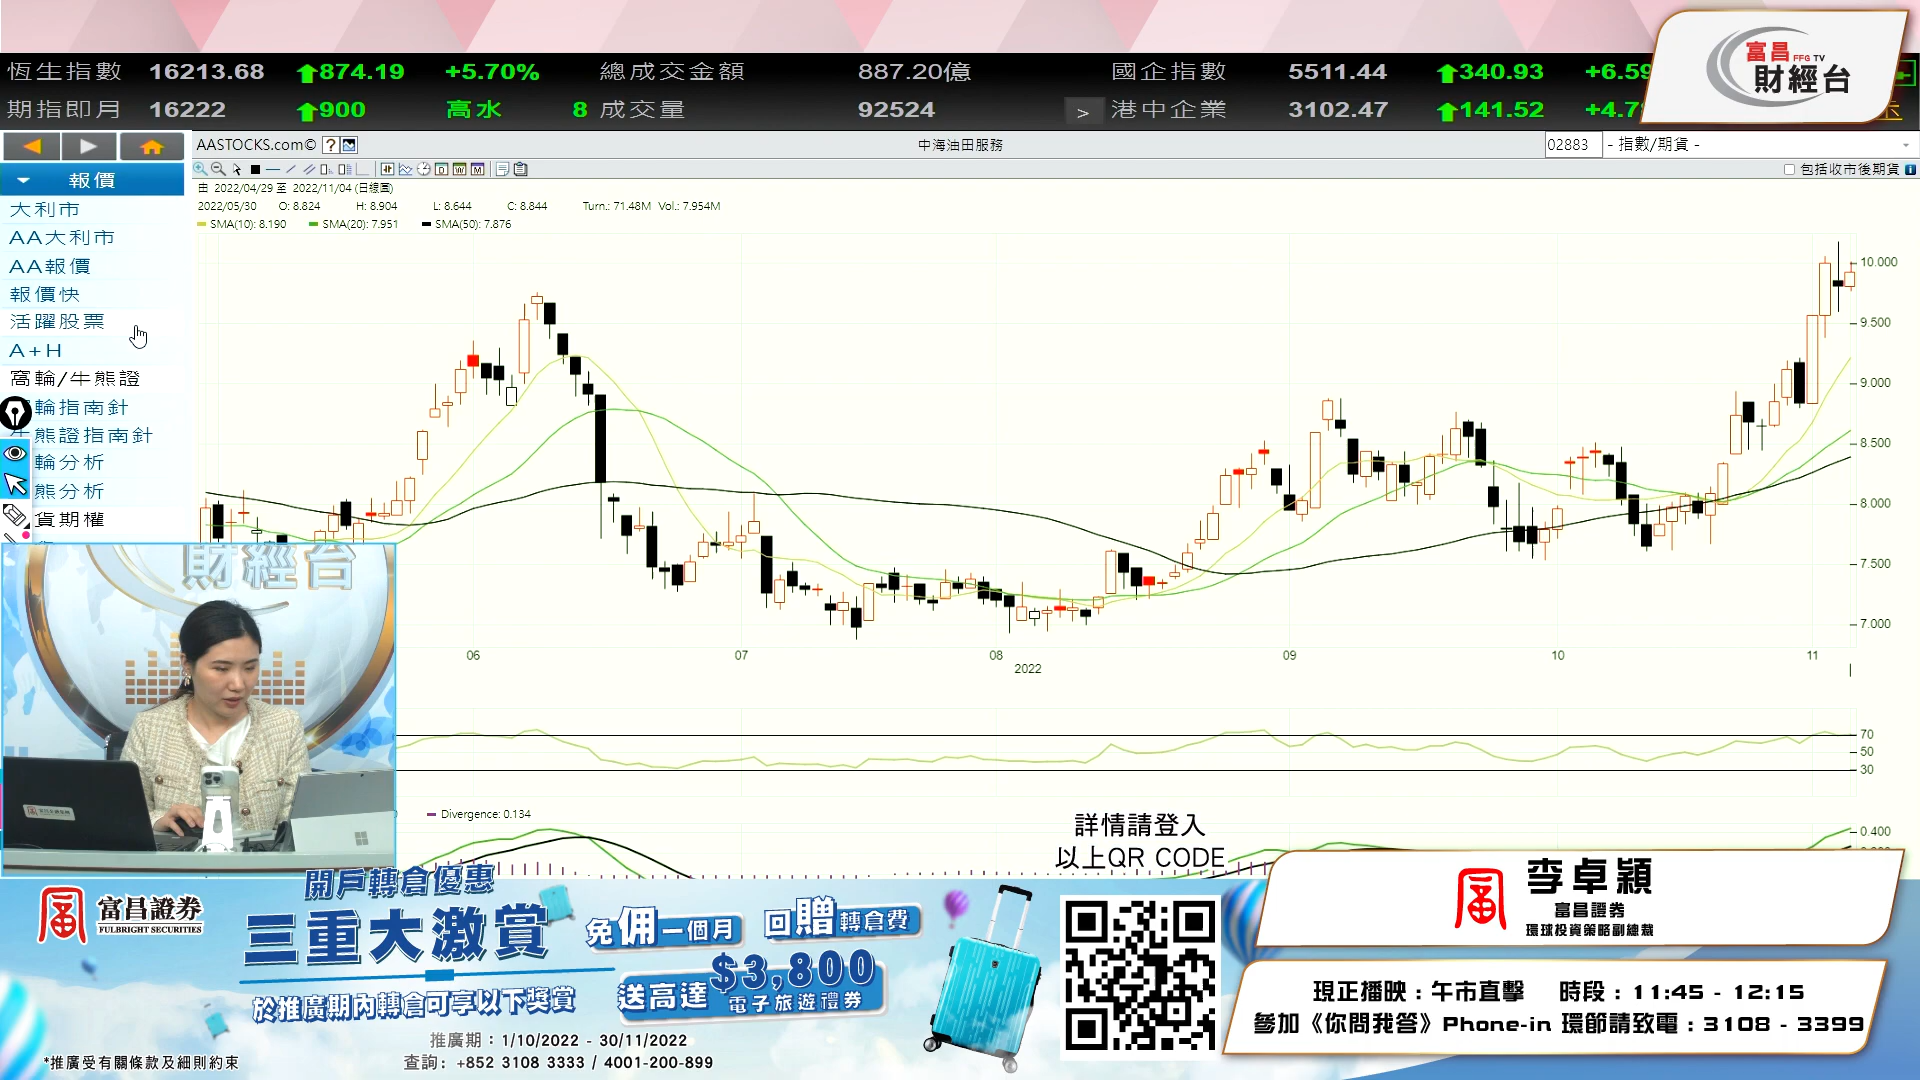 恆生指數 16213.68 874.19 +5.70% 總成交金額 887.20億 國企指數 5511.44 340.93 +6.59
期指即月 16222 900 高水 8 成交量 92524 > 港中企業 3102.47 141.52 +4.7
富昌 FFG TV
財經台
AASTOCKS.com© ? 中海油田服務 02883 - 指數/期貨 -
包括收市後期貨
報價
大利市
AA大利市
AA報價
報價快
活躍股票
A+H
窩輪/牛熊證
輪指南針
牛熊證指南針
輪分析
熊分析
貨期權
由 2022/04/29 至 2022/11/04 (日線圖)
2022/05/30 O: 8.824 H: 8.904 L: 8.644 C: 8.844 Turn.: 71.48M Vol.: 7.954M
SMA(10): 8.190 SMA(20): 7.951 SMA(50): 7.876
10.000
9.500
9.000
8.500
8.000
7.500
7.000
06 07 08 09 10 11
2022
70
50
30
Divergence: 0.134
0.400
財經台
詳情請登入
以上QR CODE
富昌證券
FULBRIGHT SECURITIES
開戶轉倉優惠
三重大激賞
於推廣期內轉倉可享以下獎賞
免佣一個月 回贈轉倉費
送高達 $3,800
電子旅遊禮券
推廣期：1/10/2022 - 30/11/2022
查詢：+852 3108 3333 / 4001-200-899
*推廣受有關條款及細則約束
李卓穎
富昌證券
環球投資策略副總裁
現正播映：午市直擊 時段：11:45 - 12:15
參加《你問我答》Phone-in 環節請致電：3108 - 3399